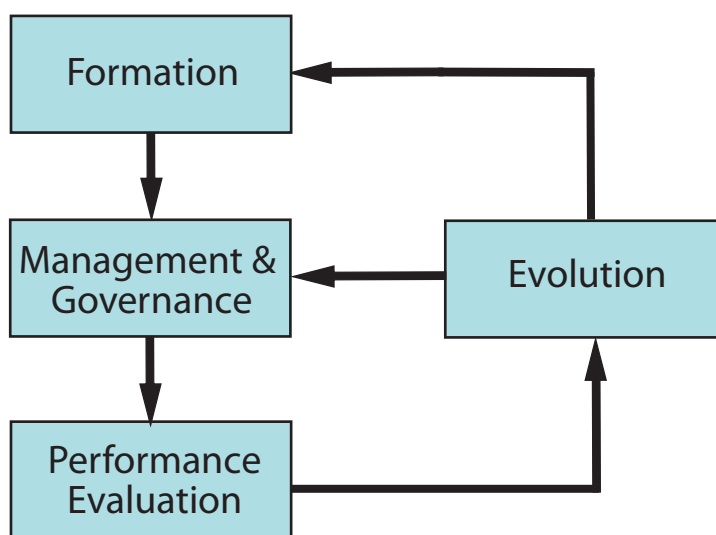 Formation
Management &
Governance
Evolution
Performance
Evaluation